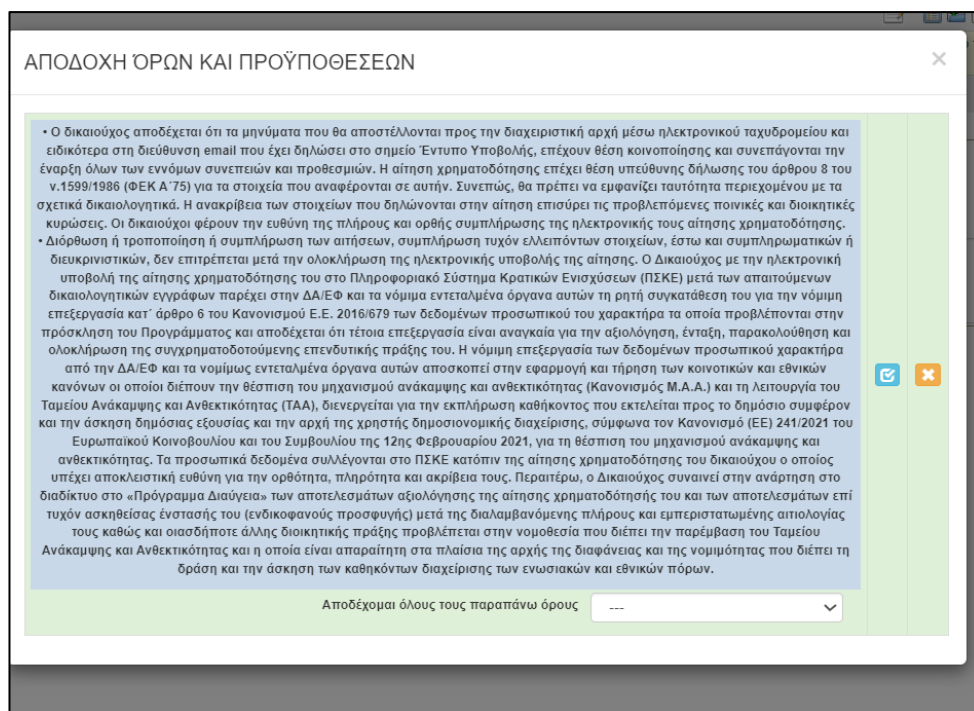 ΑΠΟΔΟΧΗ ΌΡΩΝ ΚΑΙ ΠΡΟΫΠΟΘΕΣΕΩΝ
×
• Ο δικαιούχος αποδέχεται ότι τα μηνύματα που θα αποστέλλονται προς την διαχειριστική αρχή μέσω ηλεκτρονικού ταχυδρομείου και
ειδικότερα στη διεύθυνση email που έχει δηλώσει στο σημείο Έντυπο Υποβολής, επέχουν θέση κοινοποίησης και συνεπάγονται την
έναρξη όλων των εννόμων συνεπειών και προθεσμιών. Η αίτηση χρηματοδότησης επέχει θέση υπεύθυνης δήλωσης του άρθρου 8 του
ν.1599/1986 (ΦΕΚ Α΄75) για τα στοιχεία που αναφέρονται σε αυτήν. Συνεπώς, θα πρέπει να εμφανίζει ταυτότητα περιεχομένου με τα
σχετικά δικαιολογητικά. Η ανακρίβεια των στοιχείων που δηλώνονται στην αίτηση επισύρει τις προβλεπόμενες ποινικές και διοικητικές
κυρώσεις. Οι δικαιούχοι φέρουν την ευθύνη της πλήρους και ορθής συμπλήρωσης της ηλεκτρονικής τους αίτησης χρηματοδότησης.
• Διόρθωση ή τροποποίηση ή συμπλήρωση των αιτήσεων, συμπλήρωση τυχόν ελλειπόντων στοιχείων, έστω και συμπληρωματικών ή
διευκρινιστικών, δεν επιτρέπεται μετά την ολοκλήρωση της ηλεκτρονικής υποβολής της αίτησης. Ο Δικαιούχος με την ηλεκτρονική
υποβολή της αίτησης χρηματοδότησης του στο Πληροφοριακό Σύστημα Κρατικών Ενισχύσεων (ΠΣΚΕ) μετά των απαιτούμενων
δικαιολογητικών εγγράφων παρέχει στην ΔΑ/ΕΦ και τα νόμιμα εντεταλμένα όργανα αυτών τη ρητή συγκατάθεση του για την νόμιμη
επεξεργασία κατ΄ άρθρο 6 του Κανονισμού Ε.Ε. 2016/679 των δεδομένων προσωπικού του χαρακτήρα τα οποία προβλέπονται στην
πρόσκληση του Προγράμματος και αποδέχεται ότι τέτοια επεξεργασία είναι αναγκαία για την αξιολόγηση, ένταξη, παρακολούθηση και
ολοκλήρωση της συγχρηματοδοτούμενης επενδυτικής πράξης του. Η νόμιμη επεξεργασία των δεδομένων προσωπικού χαρακτήρα
από την ΔΑ/ΕΦ και τα νομίμως εντεταλμένα όργανα αυτών αποσκοπεί στην εφαρμογή και τήρηση των κοινοτικών και εθνικών
κανόνων οι οποίοι διέπουν την θέσπιση του μηχανισμού ανάκαμψης και ανθεκτικότητας (Κανονισμός Μ.Α.Α.) και τη λειτουργία του
Ταμείου Ανάκαμψης και Ανθεκτικότητας (ΤΑΑ), διενεργείται για την εκπλήρωση καθήκοντος που εκτελείται προς το δημόσιο συμφέρον
και την άσκηση δημόσιας εξουσίας και την αρχή της χρηστής δημοσιονομικής διαχείρισης, σύμφωνα τον Κανονισμό (ΕΕ) 241/2021 του
Ευρωπαϊκού Κοινοβουλίου και του Συμβουλίου της 12ης Φεβρουαρίου 2021, για τη θέσπιση του μηχανισμού ανάκαμψης και
ανθεκτικότητας. Τα προσωπικά δεδομένα συλλέγονται στο ΠΣΚΕ κατόπιν της αίτησης χρηματοδότησης του δικαιούχου ο οποίος
υπέχει αποκλειστική ευθύνη για την ορθότητα, πληρότητα και ακρίβεια τους. Περαιτέρω, ο Δικαιούχος συναινεί στην ανάρτηση στο
διαδίκτυο στο «Πρόγραμμα Διαύγεια» των αποτελεσμάτων αξιολόγησης της αίτησης χρηματοδότησής του και των αποτελεσμάτων επί
τυχόν ασκηθείσας ένστασής του (ενδικοφανούς προσφυγής) μετά της διαλαμβανόμενης πλήρους και εμπεριστατωμένης αιτιολογίας
τους καθώς και οιασδήποτε άλλης διοικητικής πράξης προβλέπεται στην νομοθεσία που διέπει την παρέμβαση του Ταμείου
Ανάκαμψης και Ανθεκτικότητας και η οποία είναι απαραίτητη στα πλαίσια της αρχής της διαφάνειας και της νομιμότητας που διέπει τη
δράση και την άσκηση των καθηκόντων διαχείρισης των ενωσιακών και εθνικών πόρων.
Αποδέχομαι όλους τους παραπάνω όρους ---